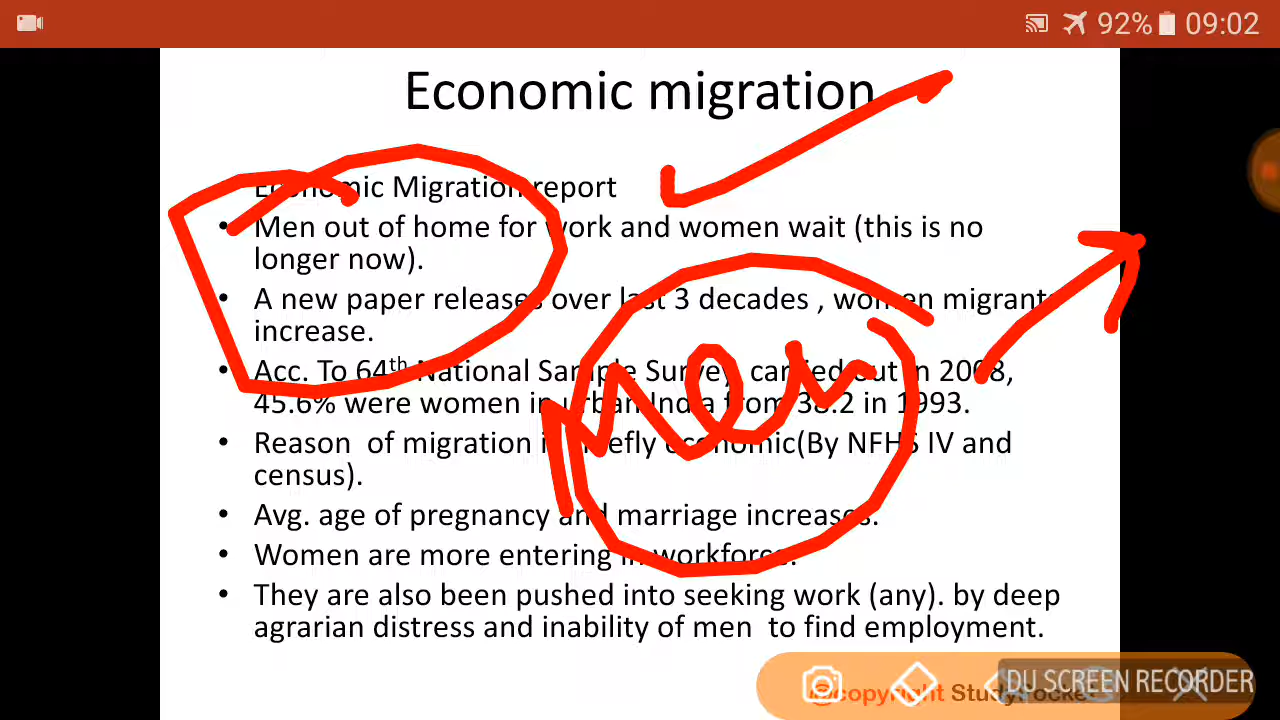 92% 09:02
Economic migration
Economic Migration report
• Men out of home for work and women wait (this is no
longer now).
• A new paper releases over last 3 decades , women migrants
increase.
• Acc. To 64th National Sample Survey carried out in 2008,
45.6% were women in urban India from 38.2 in 1993.
• Reason of migration is chiefly economic(By NFHS IV and
census).
• Avg. age of pregnancy and marriage increases.
• Women are more entering in workforce.
• They are also been pushed into seeking work (any). by deep
agrarian distress and inability of men to find employment.
Men
DU SCREEN RECORDER
@copyright